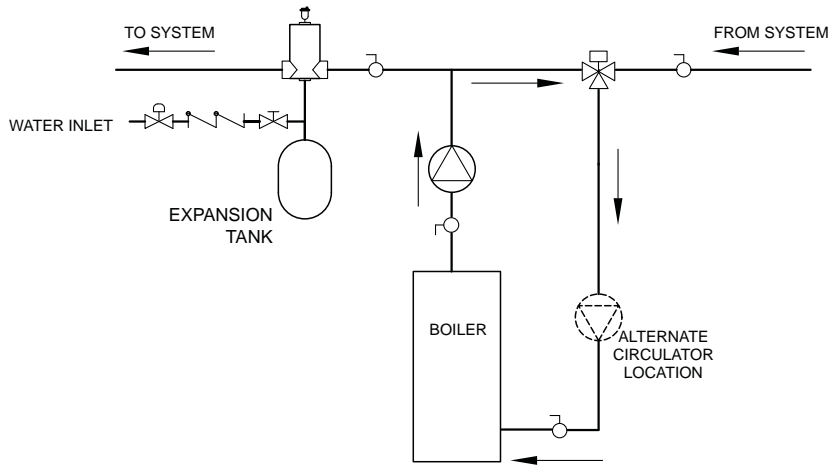 TO SYSTEM
FROM SYSTEM
WATER INLET
EXPANSION
TANK
BOILER
ALTERNATE
CIRCULATOR
LOCATION